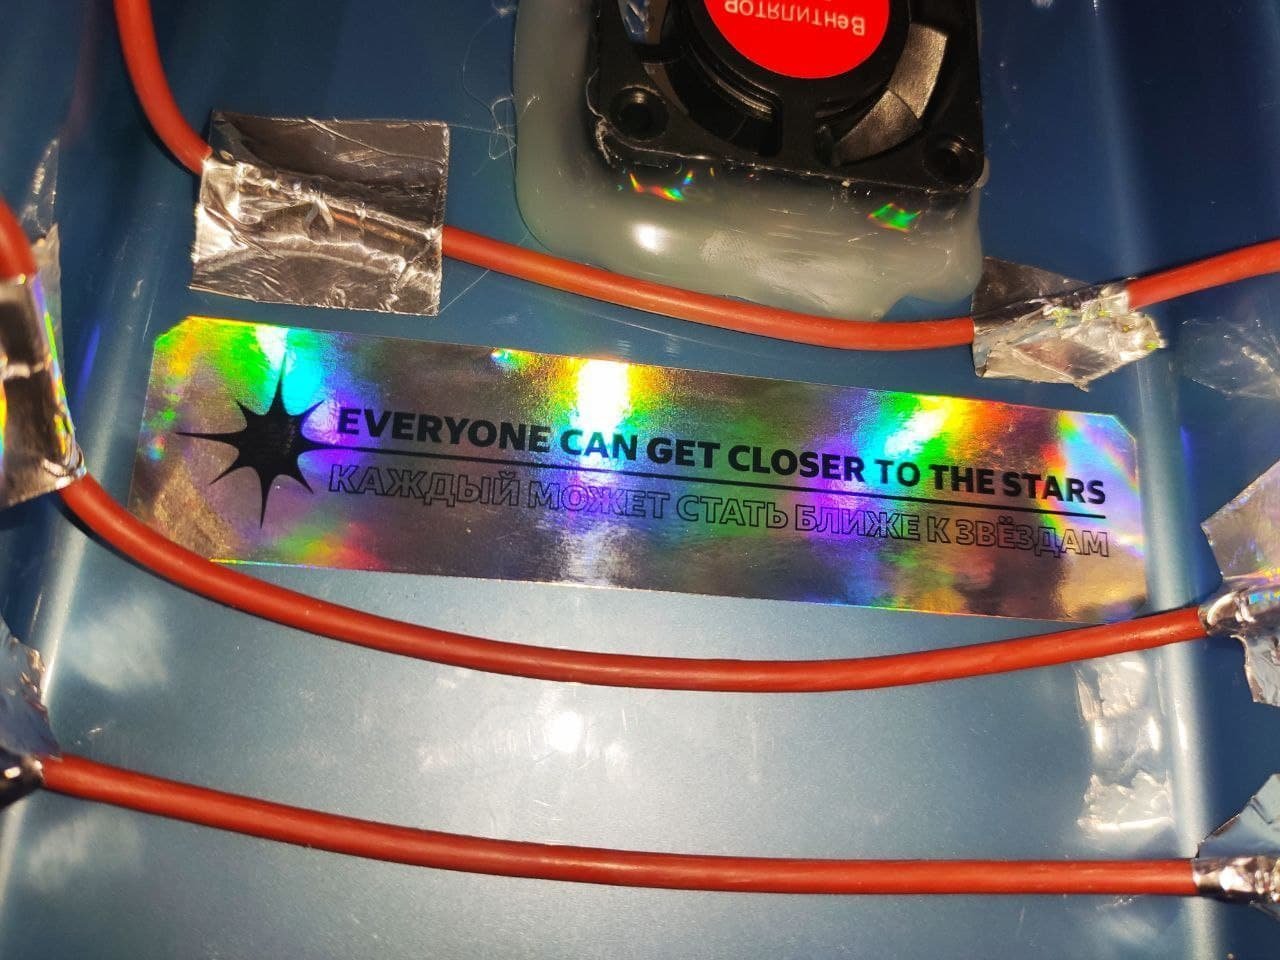 Вентилятор
EVERYONE CAN GET CLOSER TO THE STARS
КАЖДЫЙ МОЖЕТ СТАТЬ БЛИЖЕ К ЗВЁЗДАМ